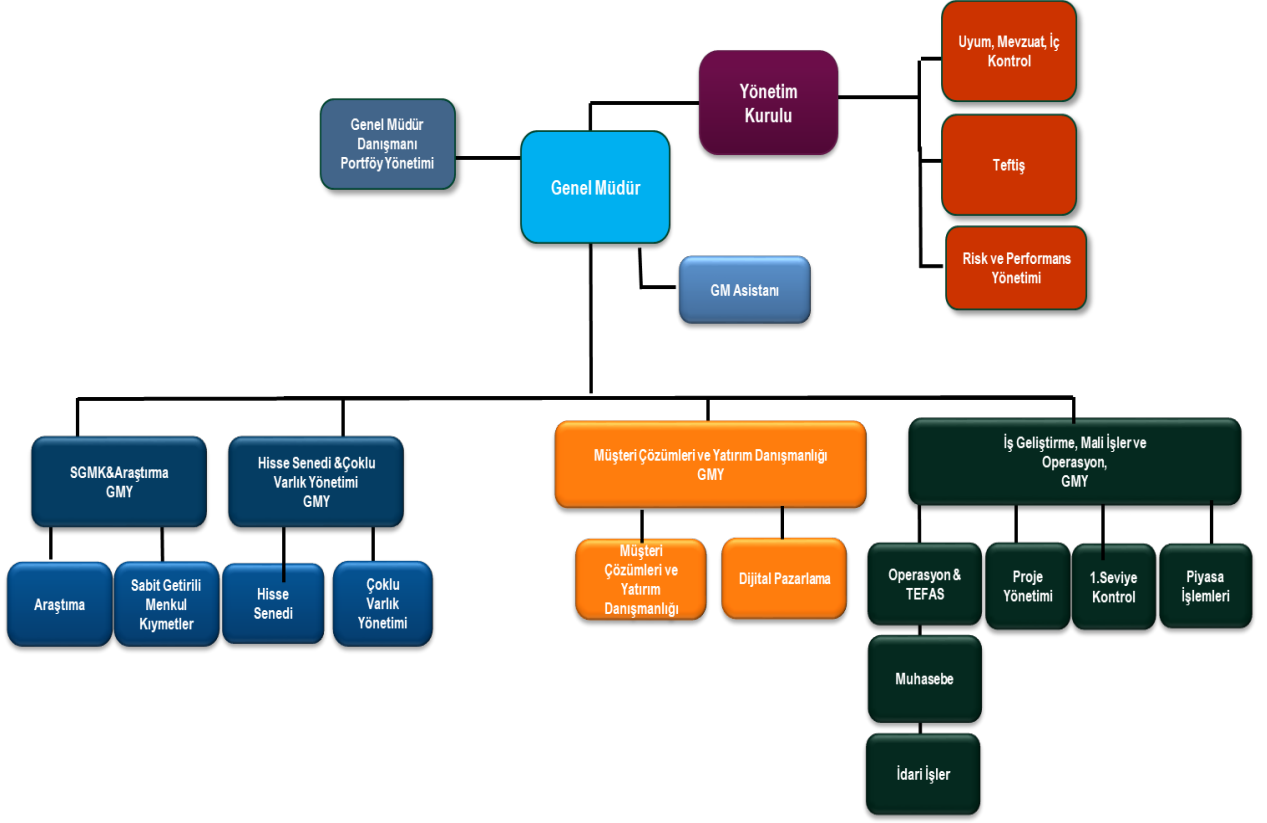 Uyum, Mevzuat, İç
Kontrol
Yönetim
Kurulu
Genel Müdür
Danışmanı
Portföy Yönetimi
Teftiş
Genel Müdür
Risk ve Performans
Yönetimi
GM Asistanı
SGMK&Araştırma
GMY
Hisse Senedi &Çoklu
Varlık Yönetimi
GMY
Müşteri Çözümleri ve Yatırım Danışmanlığı
GMY
İş Geliştirme, Mali İşler ve
Operasyon,
GMY
Araştıma
Sabit Getirili
Menkul
Kıymetler
Hisse
Senedi
Çoklu
Varlık
Yönetimi
Müşteri
Çözümleri ve
Yatırım
Danışmanlığı
Dijital Pazarlama
Operasyon &
TEFAS
Proje
Yönetimi
1.Seviye
Kontrol
Piyasa
İşlemleri
Muhasebe
İdari İşler